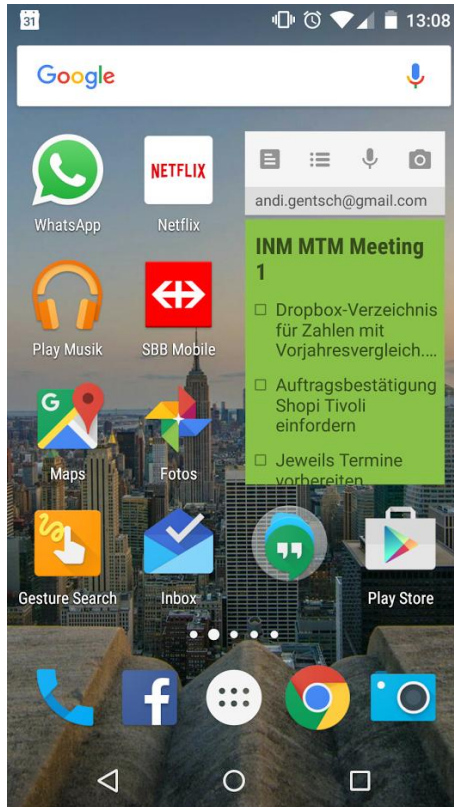 31
13:08
Google
NETFLIX
WhatsApp
Netflix
andi.gentsch@gmail.com
INM MTM Meeting
1
Dropbox-Verzeichnis
für Zahlen mit
Vorjahresvergleich....
Auftragsbestätigung
Shopi Tivoli
einfordern
Jeweils Termine
vorbereiten
Play Musik
SBB Mobile
G
Maps
Fotos
Gesture Search
Inbox
Play Store
f